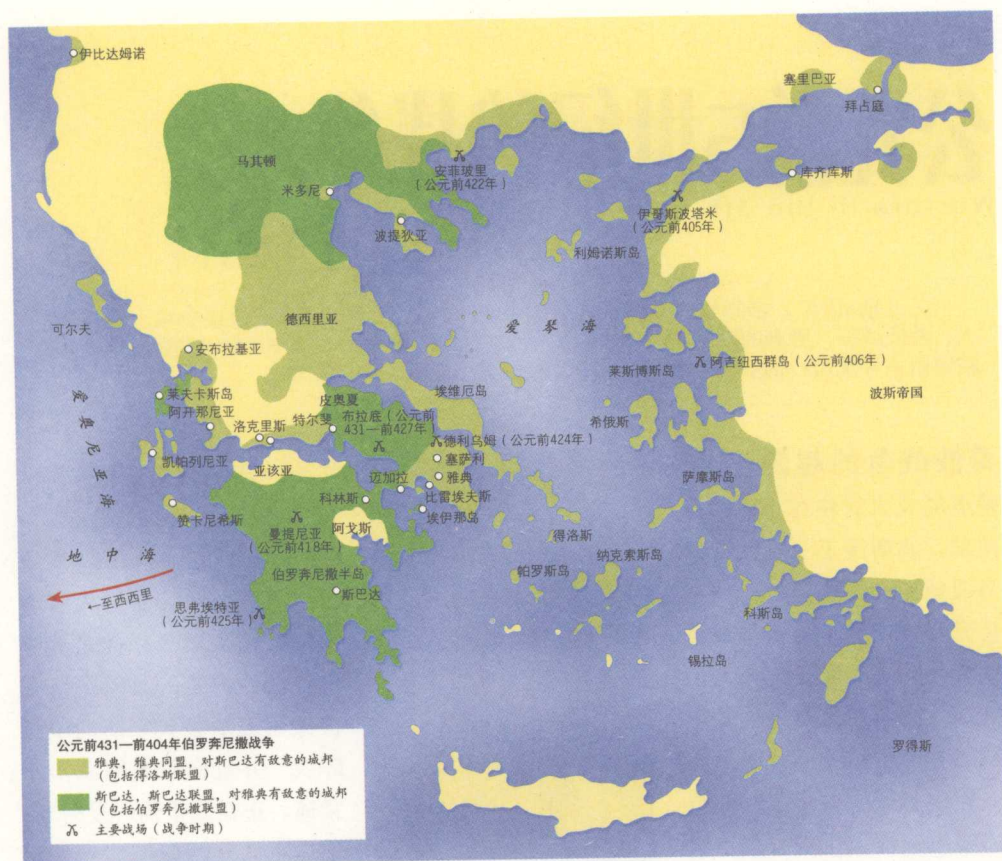 伊比达姆诺
塞里巴亚
拜占庭
马其顿
安菲玻里
（公元前422年）
米多尼
库齐库斯
伊哥斯波塔米
（公元前405年）
波提狄亚
利姆诺斯岛
德西里亚
爱琴海
可尔夫
安布拉基亚
莱斯博斯岛
阿吉纽西群岛（公元前406年）
波斯帝国
埃维厄岛
皮奥夏
莱夫卡斯岛
阿开那尼亚
洛克里斯
特尔斐
布拉底（公元前
431—前427年）
希俄斯
爱奥尼亚海
德利乌姆（公元前424年）
塞萨利
凯帕列尼亚
亚该亚
迈加拉
雅典
萨摩斯岛
科林斯
比雷埃夫斯
赞卡尼希斯
埃伊那岛
曼提尼亚
（公元前418年）
阿戈斯
得洛斯
地中海
纳克索斯岛
帕罗斯岛
伯罗奔尼撒半岛
斯巴达
←至西西里
思弗埃特亚
（公元前425年）
科斯岛
锡拉岛
罗得斯
公元前431—前404年伯罗奔尼撒战争
雅典，雅典同盟，对斯巴达有敌意的城邦
（包括得洛斯联盟）
斯巴达，斯巴达联盟，对雅典有敌意的城邦
（包括伯罗奔尼撒联盟）
主要战场（战争时期）